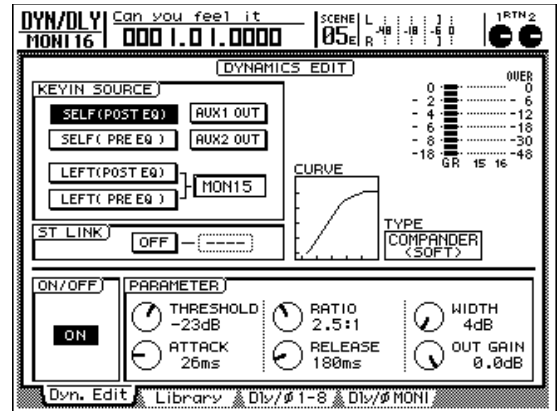 DYN/DLY Can you feel it SCENE L 1RTN2
MONI16 000 1.0 1.0000 05E R -48 -18 -6 0
DYNAMICS EDIT
KEYIN SOURCE
SELF(POST EQ) AUX1 OUT
SELF( PRE EQ ) AUX2 OUT
LEFT(POST EQ)
LEFT( PRE EQ ) MON15
ST LINK
OFF ----
CURVE
OVER
0 0
- 2 - 6
- 4 -12
- 6 -18
- 8 -30
-18 -48
GR 15 16
TYPE
COMPANDER
(SOFT)
ON/OFF
ON
PARAMETER
THRESHOLD RATIO WIDTH
-23dB 2.5:1 4dB
ATTACK RELEASE OUT GAIN
26ms 180ms 0.0dB
Dyn. Edit Library Dly/ø 1-8 Dly/ø MONI